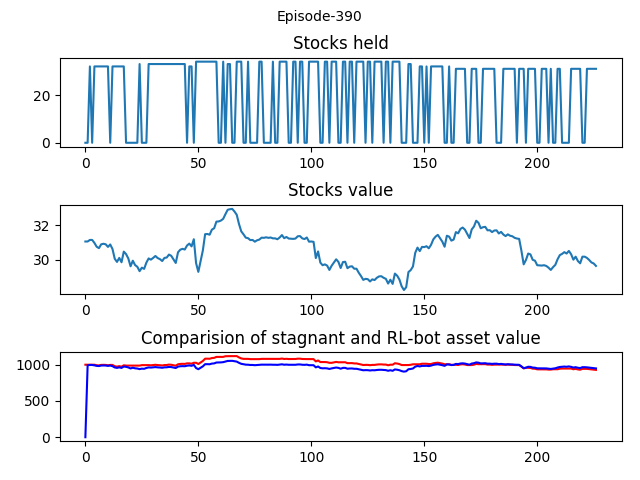 Episode-390
Stocks held
20
0
0 50 100 150 200
Stocks value
32
30
0 50 100 150 200
Comparision of stagnant and RL-bot asset value
1000
500
0
0 50 100 150 200